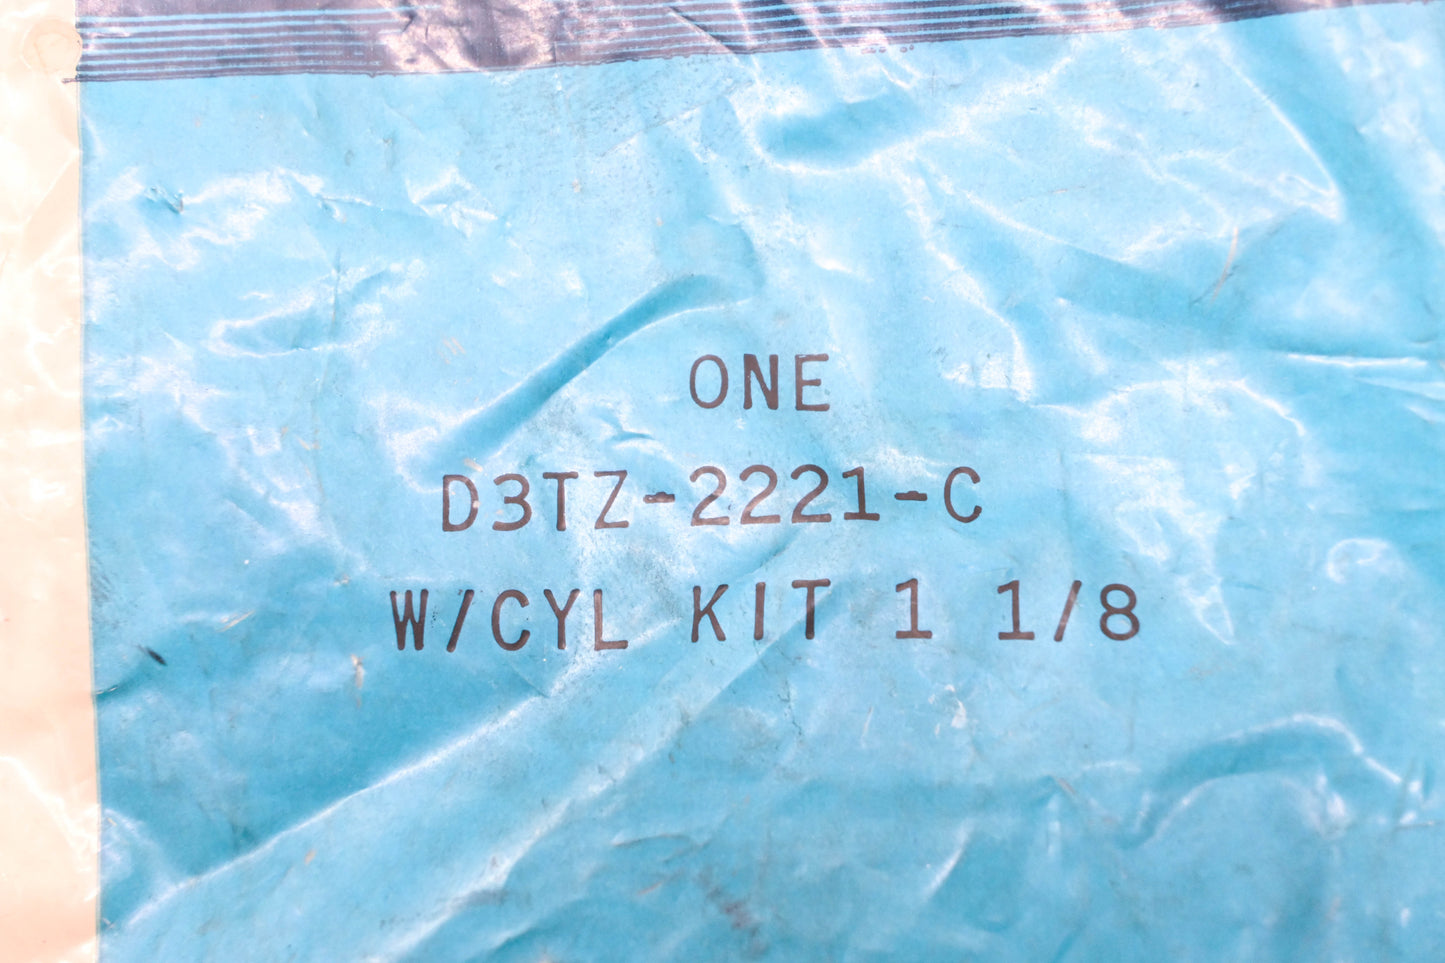 ONE
D3TZ-2221-C
W/CYL KIT 1 1/8